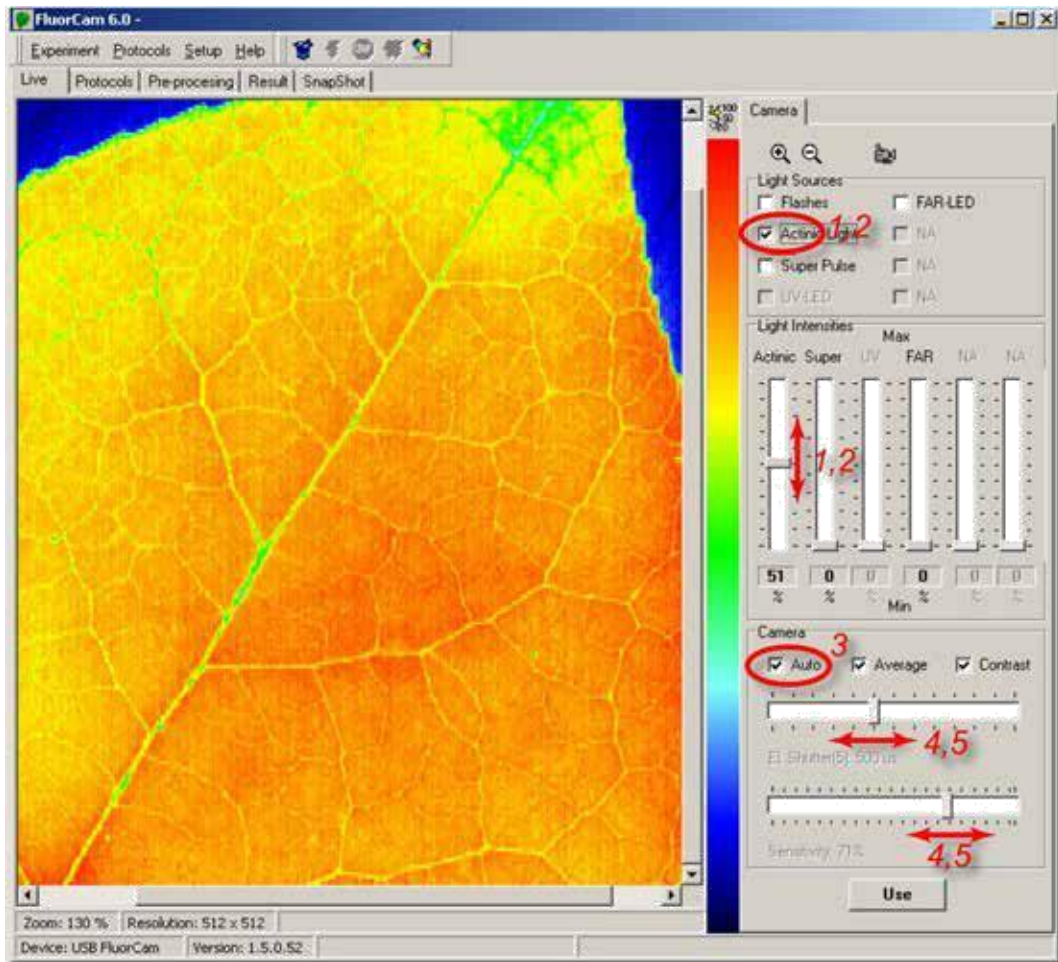 FluorCam 6.0 -
Experiment Protocols Setup Help
Live Protocols Pre-procesing Result SnapShot
Camera
Light Sources
Flashes FAR-LED
Actinic Light 1,2 NA
Super Pulse NA
UV-LED NA
Light Intensities
Max
Actinic Super UV FAR NA NA
1,2
51 0 0 0 0 0
% % % % % %
Min
Camera
3
Auto Average Contrast
4,5
El. Shutter(5): 500 us
Sensitivity: 71%
4,5
Use
Zoom: 130 % Resolution: 512 x 512
Device: USB FluorCam Version: 1.5.0.52